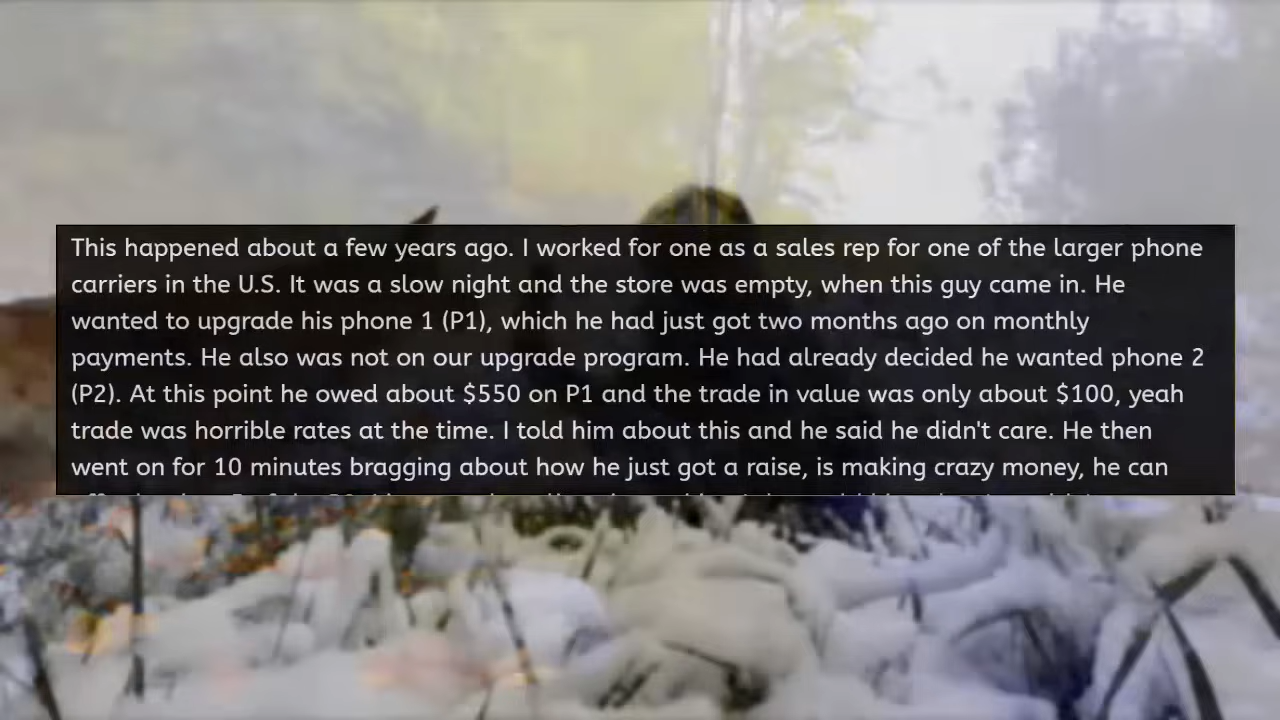 This happened about a few years ago. I worked for one as a sales rep for one of the larger phone
carriers in the U.S. It was a slow night and the store was empty, when this guy came in. He
wanted to upgrade his phone 1 (P1), which he had just got two months ago on monthly
payments. He also was not on our upgrade program. He had already decided he wanted phone 2
(P2). At this point he owed about $550 on P1 and the trade in value was only about $100, yeah
trade was horrible rates at the time. I told him about this and he said he didn't care. He then
went on for 10 minutes bragging about how he just got a raise, is making crazy money, he can